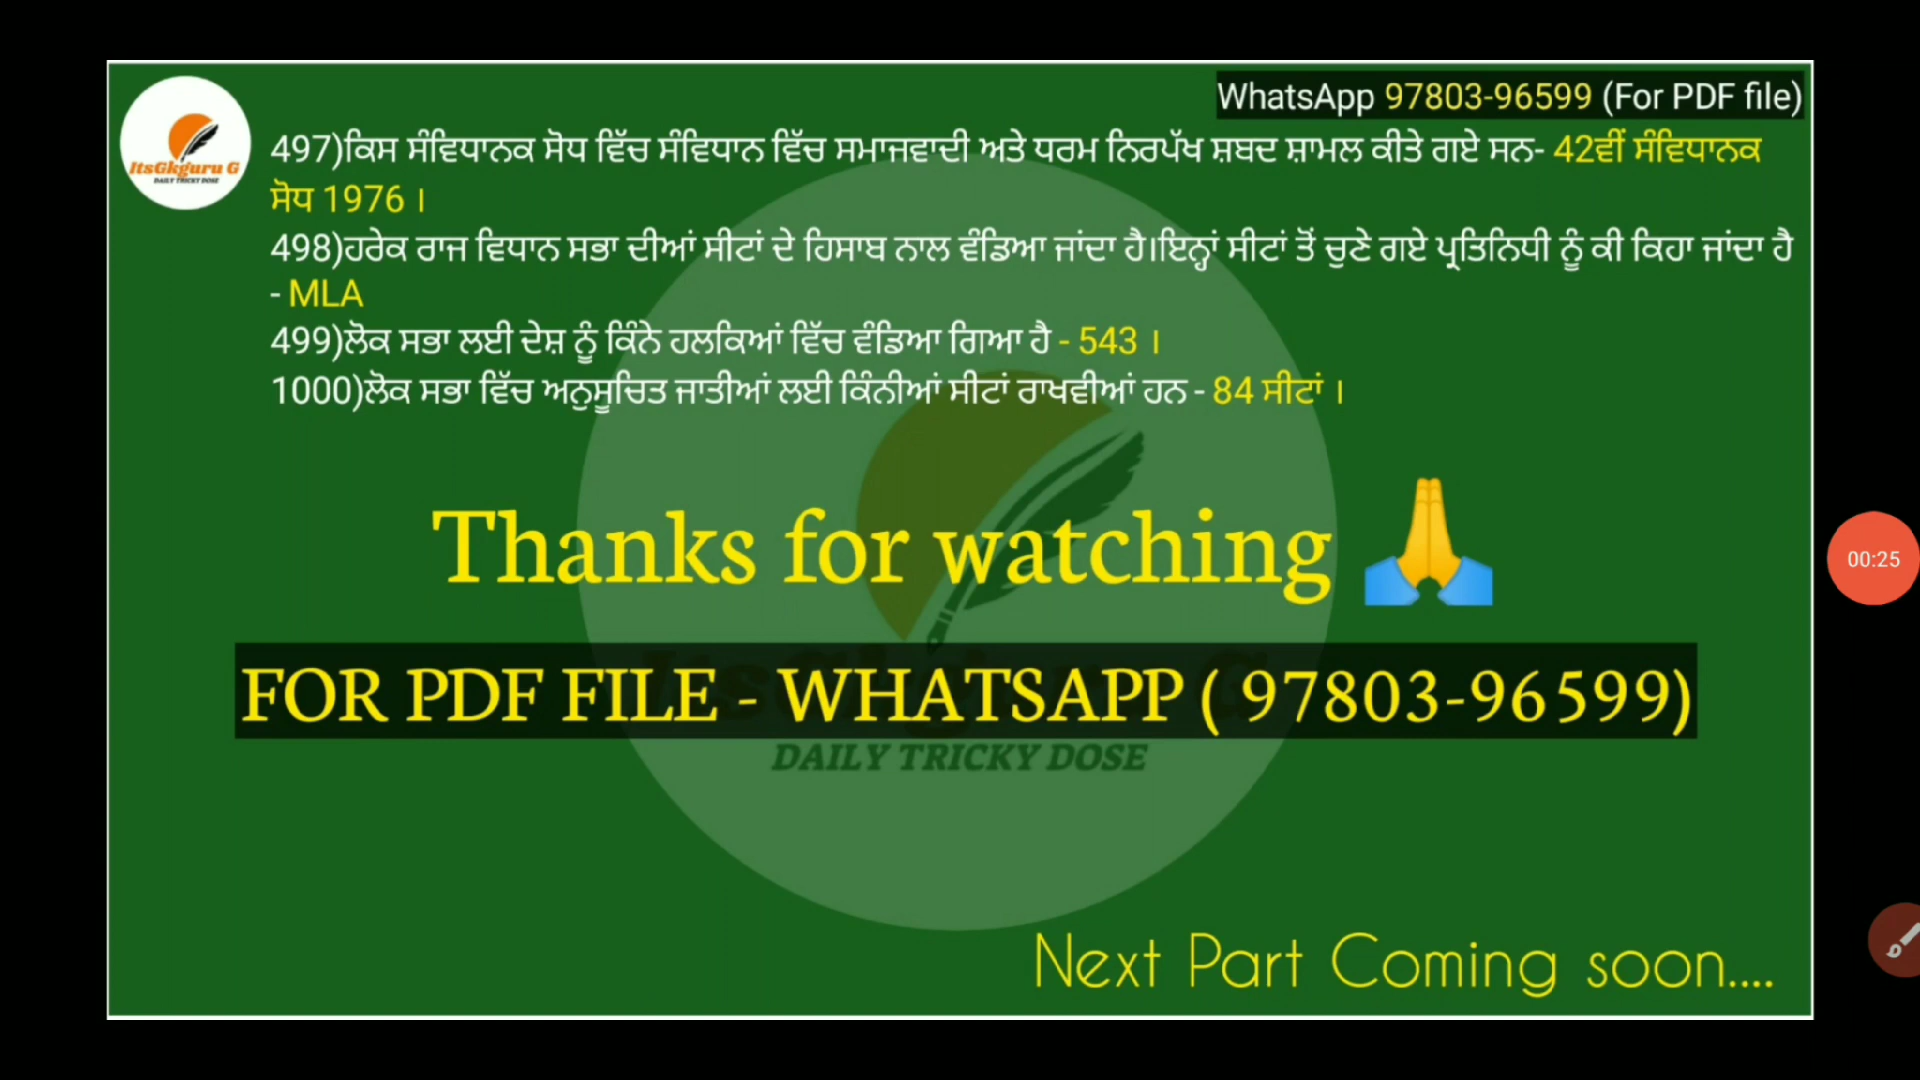 WhatsApp 97803-96599 (For PDF file)
ItsGkguru G
DAILY TRICKY DOSE
497)ਕਿਸ ਸੰਵਿਧਾਨਕ ਸੋਧ ਵਿੱਚ ਸੰਵਿਧਾਨ ਵਿੱਚ ਸਮਾਜਵਾਦੀ ਅਤੇ ਧਰਮ ਨਿਰਪੱਖ ਸ਼ਬਦ ਸ਼ਾਮਲ ਕੀਤੇ ਗਏ ਸਨ- 42ਵੀਂ ਸੰਵਿਧਾਨਕ
ਸੋਧ 1976 ।
498)ਹਰੇਕ ਰਾਜ ਵਿਧਾਨ ਸਭਾ ਦੀਆਂ ਸੀਟਾਂ ਦੇ ਹਿਸਾਬ ਨਾਲ ਵੰਡਿਆ ਜਾਂਦਾ ਹੈ।ਇਨ੍ਹਾਂ ਸੀਟਾਂ ਤੋਂ ਚੁਣੇ ਗਏ ਪ੍ਰਤਿਨਿਧੀ ਨੂੰ ਕੀ ਕਿਹਾ ਜਾਂਦਾ ਹੈ
- MLA
499)ਲੋਕ ਸਭਾ ਲਈ ਦੇਸ਼ ਨੂੰ ਕਿੰਨੇ ਹਲਕਿਆਂ ਵਿੱਚ ਵੰਡਿਆ ਗਿਆ ਹੈ - 543 ।
1000)ਲੋਕ ਸਭਾ ਵਿੱਚ ਅਨੁਸੂਚਿਤ ਜਾਤੀਆਂ ਲਈ ਕਿੰਨੀਆਂ ਸੀਟਾਂ ਰਾਖਵੀਆਂ ਹਨ - 84 ਸੀਟਾਂ ।
Thanks for watching
00:25
FOR PDF FILE - WHATSAPP ( 97803-96599)
DAILY TRICKY DOSE
Next Part Coming soon....